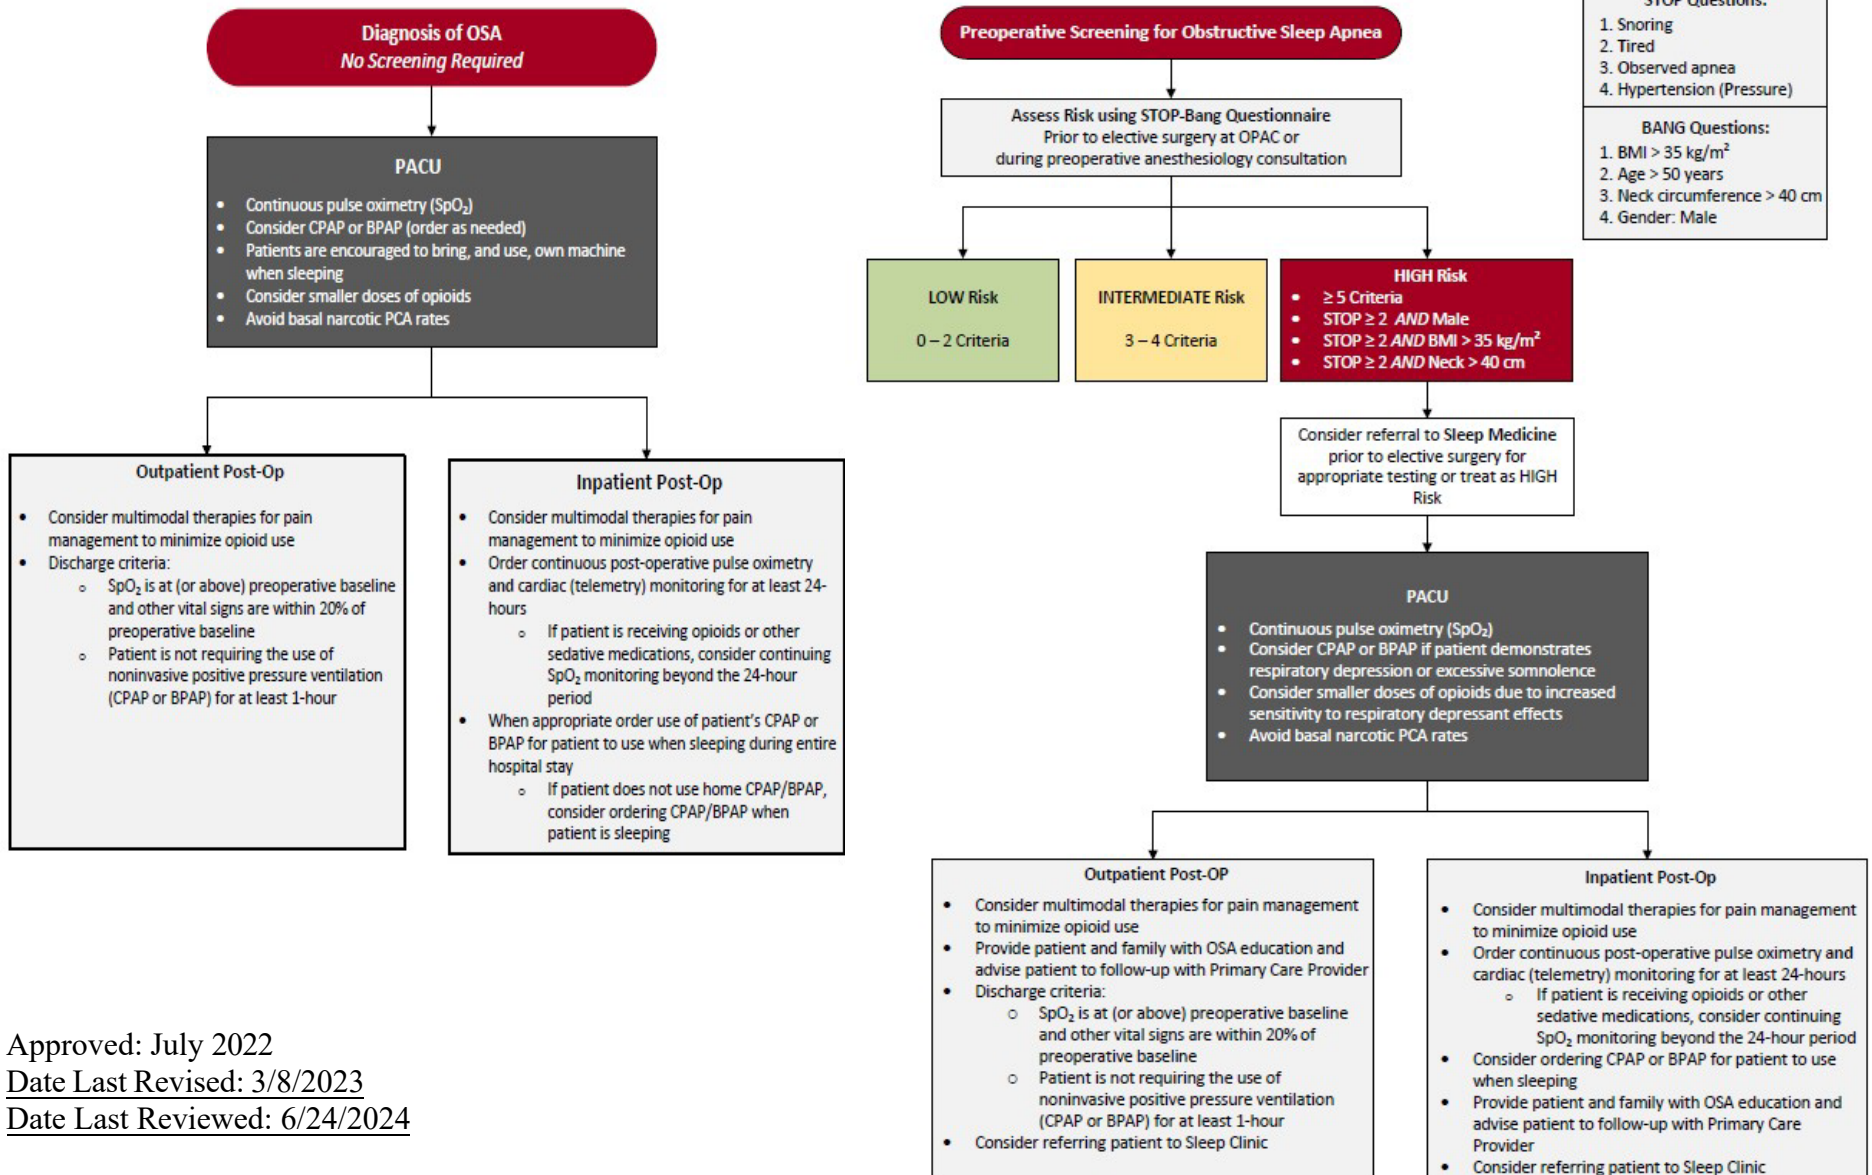 Diagnosis of OSA
No Screening Required
PACU
• Continuous pulse oximetry (SpO₂)
• Consider CPAP or BPAP (order as needed)
• Patients are encouraged to bring, and use, own machine
when sleeping
• Consider smaller doses of opioids
• Avoid basal narcotic PCA rates
Outpatient Post-Op
• Consider multimodal therapies for pain
management to minimize opioid use
• Discharge criteria:
o SpO₂ is at (or above) preoperative baseline
and other vital signs are within 20% of
preoperative baseline
o Patient is not requiring the use of
noninvasive positive pressure ventilation
(CPAP or BPAP) for at least 1-hour
Inpatient Post-Op
• Consider multimodal therapies for pain
management to minimize opioid use
• Order continuous post-operative pulse oximetry
and cardiac (telemetry) monitoring for at least 24-
hours
o If patient is receiving opioids or other
sedative medications, consider continuing
SpO₂ monitoring beyond the 24-hour
period
• When appropriate order use of patient's CPAP or
BPAP for patient to use when sleeping during entire
hospital stay
o If patient does not use home CPAP/BPAP,
consider ordering CPAP/BPAP when
patient is sleeping
Preoperative Screening for Obstructive Sleep Apnea
Assess Risk using STOP-Bang Questionnaire
Prior to elective surgery at OPAC or
during preoperative anesthesiology consultation
STOP Questions:
1. Snoring
2. Tired
3. Observed apnea
4. Hypertension (Pressure)
BANG Questions:
1. BMI > 35 kg/m²
2. Age > 50 years
3. Neck circumference > 40 cm
4. Gender: Male
LOW Risk
0 – 2 Criteria
INTERMEDIATE Risk
3 – 4 Criteria
HIGH Risk
• ≥ 5 Criteria
• STOP ≥ 2 AND Male
• STOP ≥ 2 AND BMI > 35 kg/m²
• STOP ≥ 2 AND Neck > 40 cm
Consider referral to Sleep Medicine
prior to elective surgery for
appropriate testing or treat as HIGH
Risk
PACU
• Continuous pulse oximetry (SpO₂)
• Consider CPAP or BPAP if patient demonstrates
respiratory depression or excessive somnolence
• Consider smaller doses of opioids due to increased
sensitivity to respiratory depressant effects
• Avoid basal narcotic PCA rates
Outpatient Post-OP
• Consider multimodal therapies for pain management
to minimize opioid use
• Provide patient and family with OSA education and
advise patient to follow-up with Primary Care Provider
• Discharge criteria:
o SpO₂ is at (or above) preoperative baseline
and other vital signs are within 20% of
preoperative baseline
o Patient is not requiring the use of
noninvasive positive pressure ventilation
(CPAP or BPAP) for at least 1-hour
• Consider referring patient to Sleep Clinic
Inpatient Post-Op
• Consider multimodal therapies for pain management
to minimize opioid use
• Order continuous post-operative pulse oximetry and
cardiac (telemetry) monitoring for at least 24-hours
o If patient is receiving opioids or other
sedative medications, consider continuing
SpO₂ monitoring beyond the 24-hour period
• Consider ordering CPAP or BPAP for patient to use
when sleeping
• Provide patient and family with OSA education and
advise patient to follow-up with Primary Care
Provider
• Consider referring patient to Sleep Clinic
Approved: July 2022
Date Last Revised: 3/8/2023
Date Last Reviewed: 6/24/2024